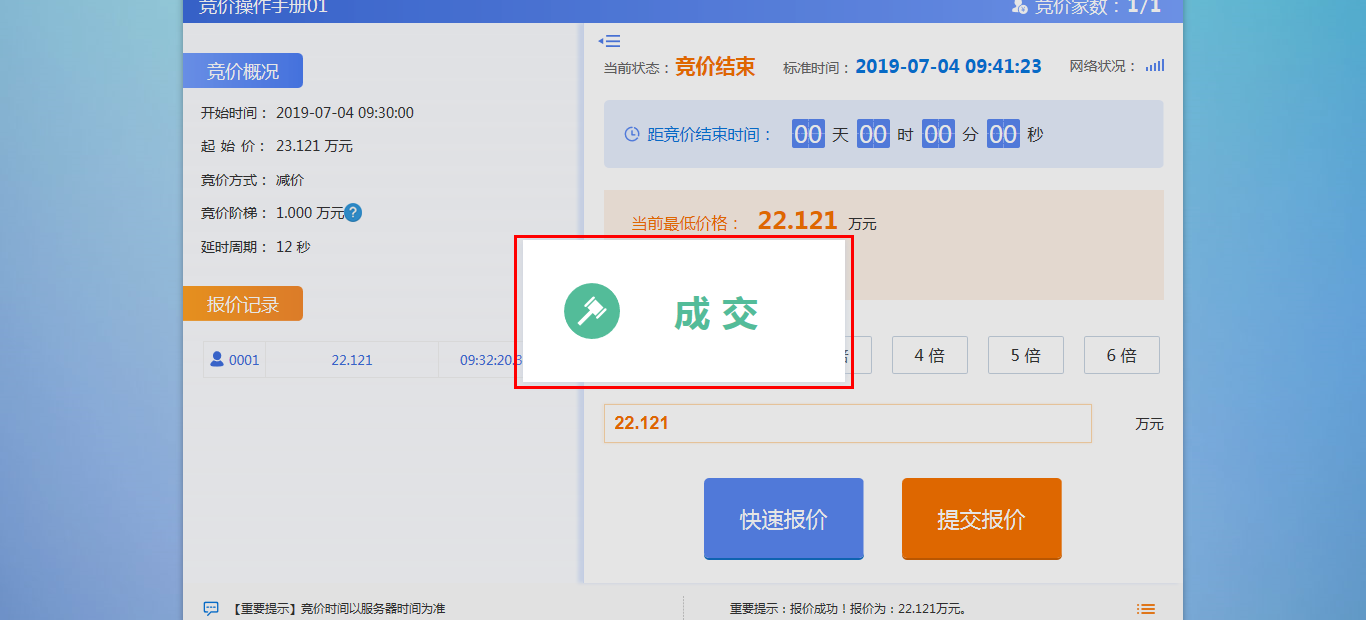 竞价操作手册01
竞价家数：1/1
竞价概况
开始时间： 2019-07-04 09:30:00
起 始 价： 23.121 万元
竞价方式： 减价
竞价阶梯： 1.000 万元 ?
延时周期： 12 秒
报价记录
0001 22.121 09:32:20.3
当前状态：竞价结束 标准时间：2019-07-04 09:41:23 网络状况：
距竞价结束时间： 00 天 00 时 00 分 00 秒
当前最低价格： 22.121 万元
成 交
倍 4 倍 5 倍 6 倍
22.121 万元
快速报价 提交报价
【重要提示】竞价时间以服务器时间为准
重要提示：报价成功！报价为：22.121万元。